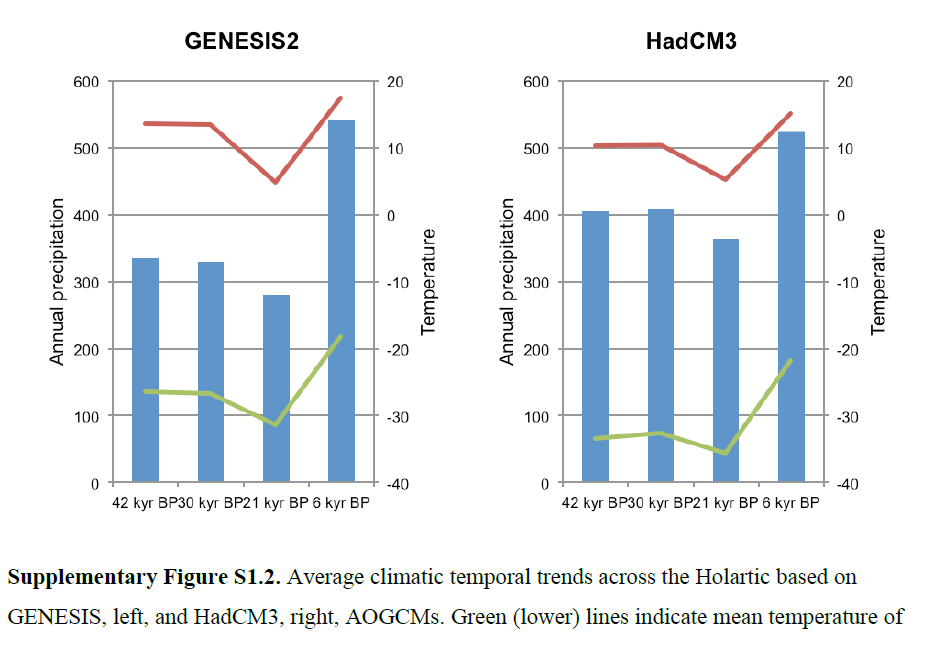 GENESIS2
HadCM3
600
500
400
300
200
100
0
Annual precipitation
20
10
0
-10
-20
-30
-40
Temperature
42 kyr BP30 kyr BP21 kyr BP 6 kyr BP
600
500
400
300
200
100
0
Annual precipitation
20
10
0
-10
-20
-30
-40
Temperature
42 kyr BP30 kyr BP21 kyr BP 6 kyr BP
Supplementary Figure S1.2. Average climatic temporal trends across the Holartic based on
GENESIS, left, and HadCM3, right, AOGCMs. Green (lower) lines indicate mean temperature of